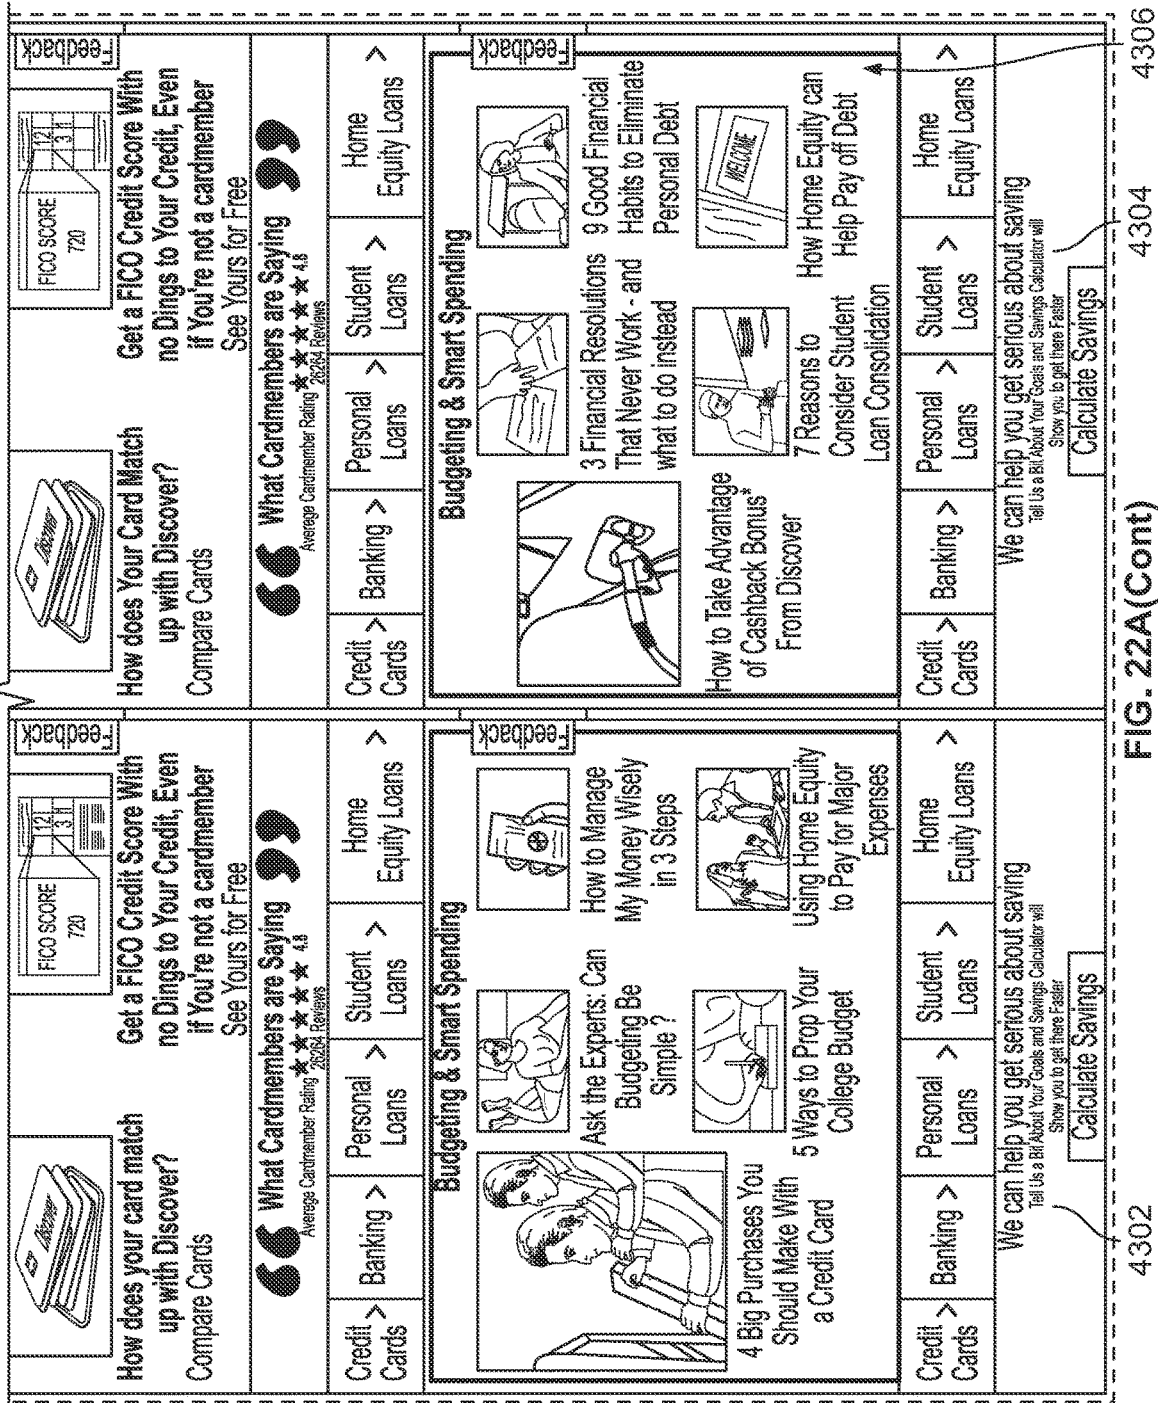 Discover
FICO SCORE
720
12
3 11
Feedback
How does your card match
up with Discover?
Compare Cards
Get a FICO Credit Score With
no Dings to Your Credit, Even
if You're not a cardmember
See Yours for Free
What Cardmembers are Saying
Averege Cardmember Rating ★★★★★ 4.8
26264 Reviews
Credit Cards >
Banking >
Personal Loans >
Student Loans >
Home Equity Loans >
Budgeting & Smart Spending
Feedback
4 Big Purchases You
Should Make With
a Credit Card
Ask the Experts: Can
Budgeting Be
Simple ?
How to Manage
My Money Wisely
in 3 Steps
5 Ways to Prop Your
College Budget
Using Home Equity
to Pay for Major
Expenses
Credit Cards >
Banking >
Personal Loans >
Student Loans >
Home Equity Loans >
We can help you get serious about saving
Tell Us a Bit About Your Goals and Savings Calculator will
Show you to get there Faster
Calculate Savings
4302
Discover
FICO SCORE
720
12
3 11
Feedback
How does Your Card Match
up with Discover?
Compare Cards
Get a FICO Credit Score With
no Dings to Your Credit, Even
if You're not a cardmember
See Yours for Free
What Cardmembers are Saying
Averege Cardmember Rating ★★★★★ 4.8
26264 Reviews
Credit Cards >
Banking >
Personal Loans >
Student Loans >
Home Equity Loans >
Budgeting & Smart Spending
Feedback
How to Take Advantage
of Cashback Bonus*
From Discover
3 Financial Resolutions
That Never Work - and
what to do instead
9 Good Financial
Habits to Eliminate
Personal Debt
7 Reasons to
Consider Student
Loan Consolidation
WELCOME
How Home Equity can
Help Pay off Debt
Credit Cards >
Banking >
Personal Loans >
Student Loans >
Home Equity Loans >
We can help you get serious about saving
Tell Us a Bit About Your Goals and Savings Calculator will
Show you to get there Faster
Calculate Savings
4304
4306
FIG. 22A(Cont)